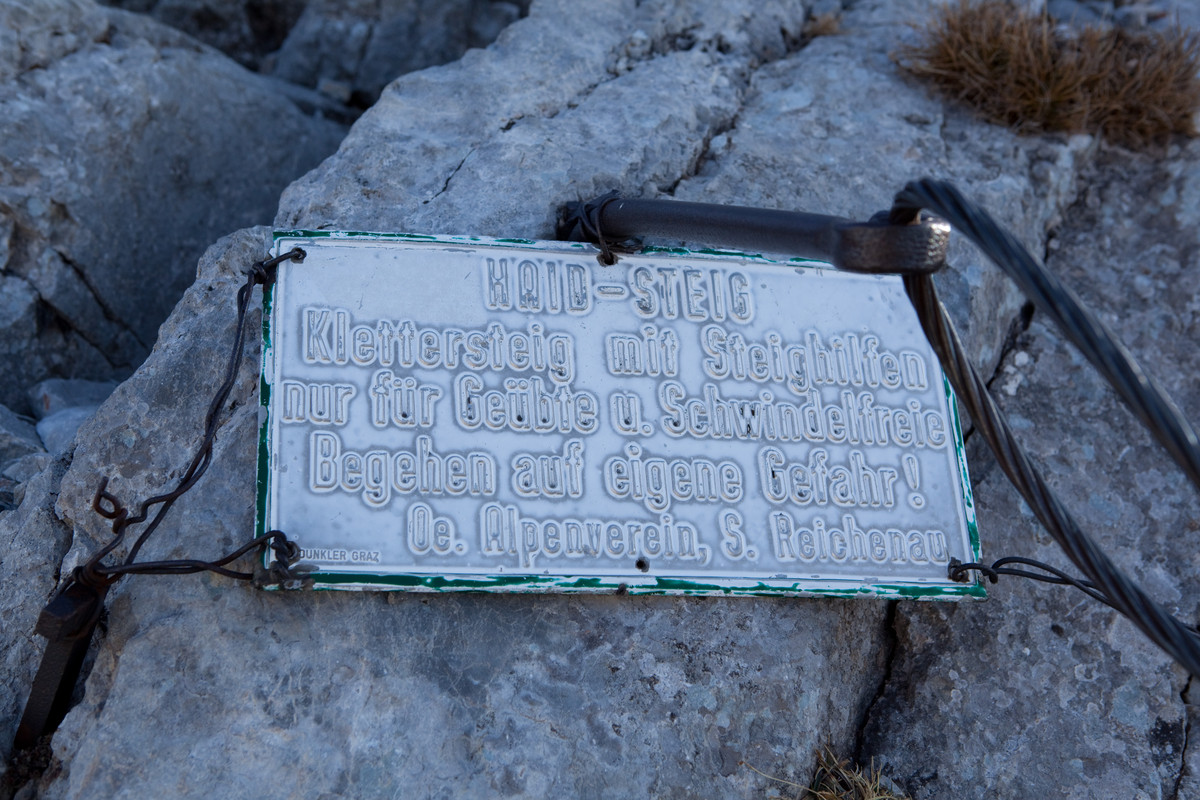 HAID-STEIG
Klettersteig mit Steighilfen
nur für Geübte u. Schwindelfreie
Begehen auf eigene Gefahr!
Oe. Alpenverein, S. Reichenau
DUNKLER GRAZ